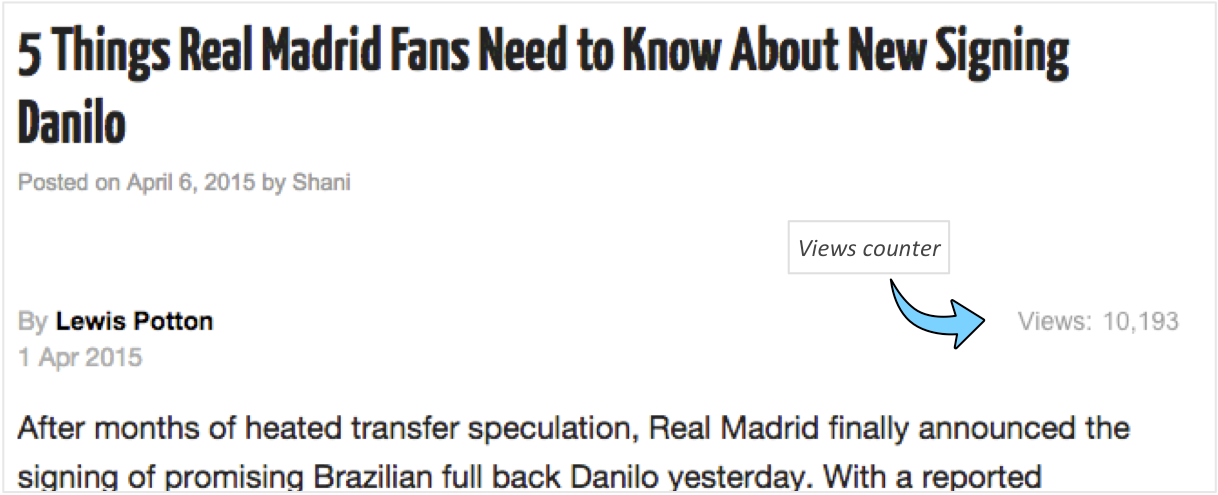 5 Things Real Madrid Fans Need to Know About New Signing
Danilo
Posted on April 6, 2015 by Shani
Views counter
By Lewis Potton
Views: 10,193
1 Apr 2015
After months of heated transfer speculation, Real Madrid finally announced the
signing of promising Brazilian full back Danilo yesterday. With a reported